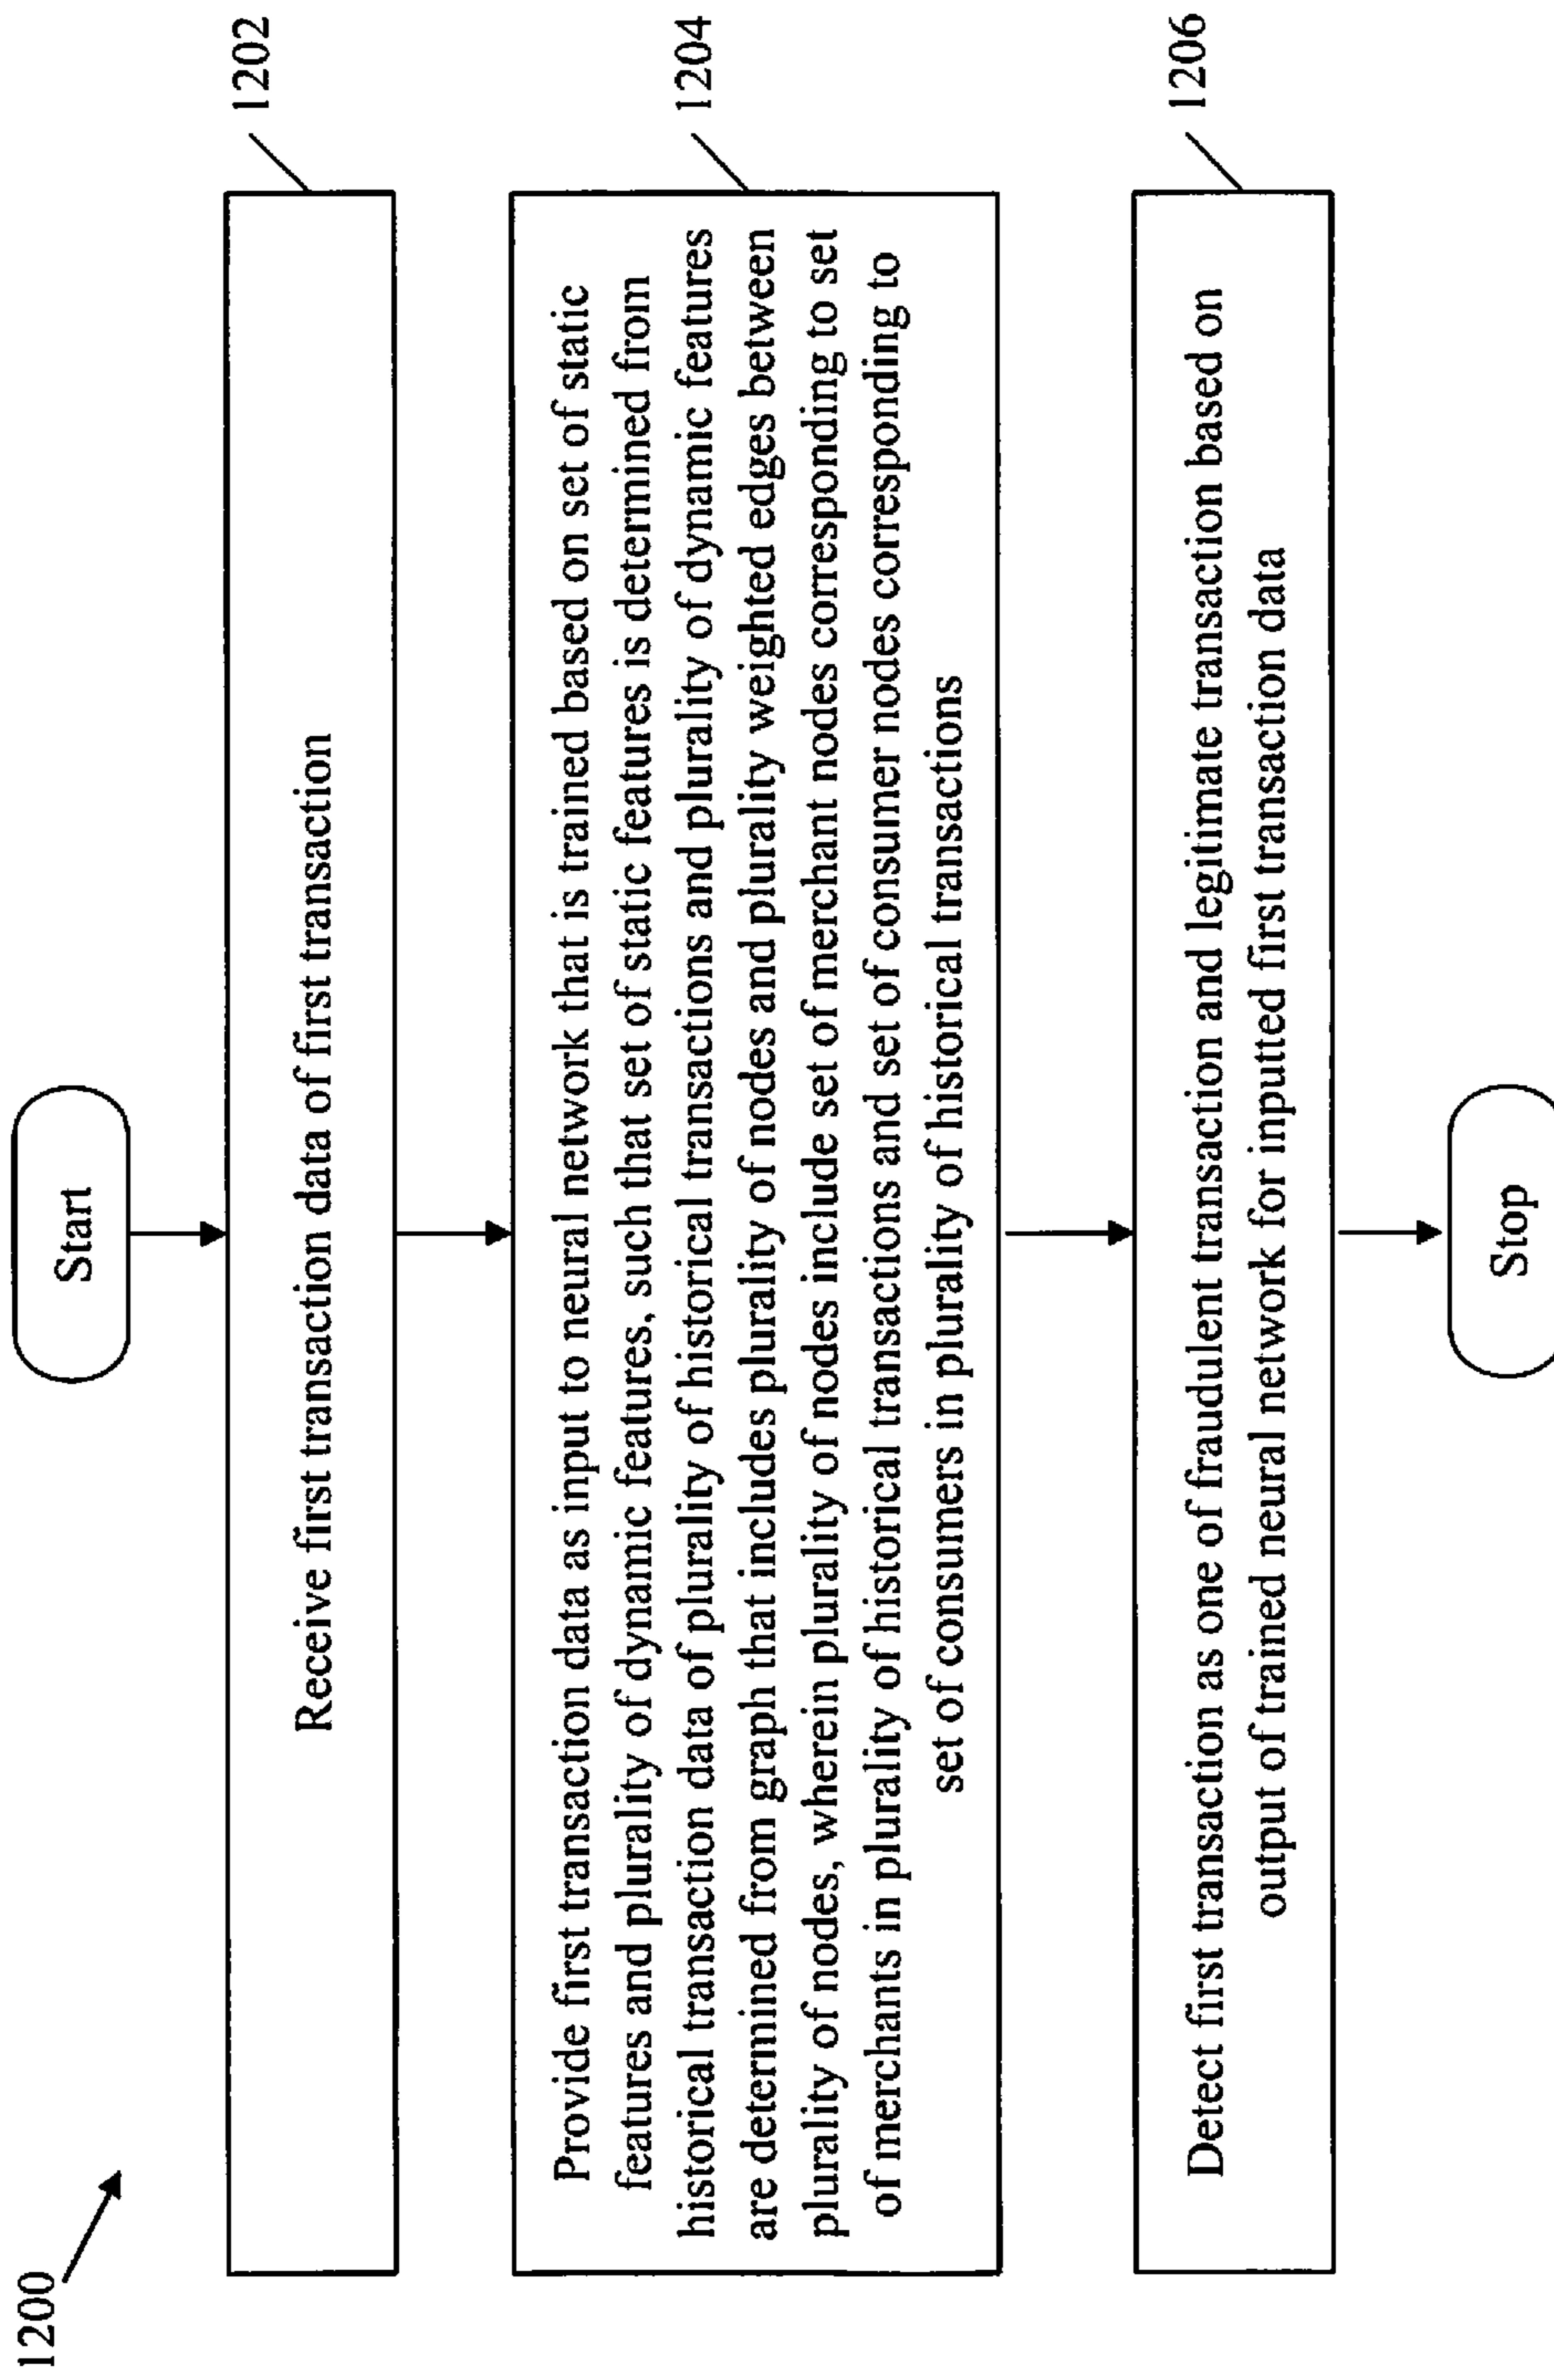 1200
Start
1202
Receive first transaction data of first transaction
1204
Provide first transaction data as input to neural network that is trained based on set of static
features and plurality of dynamic features, such that set of static features is determined from
historical transaction data of plurality of historical transactions and plurality of dynamic features
are determined from graph that includes plurality of nodes and plurality weighted edges between
plurality of nodes, wherein plurality of nodes include set of merchant nodes corresponding to set
of merchants in plurality of historical transactions and set of consumer nodes corresponding to
set of consumers in plurality of historical transactions
1206
Detect first transaction as one of fraudulent transaction and legitimate transaction based on
output of trained neural network for inputted first transaction data
Stop